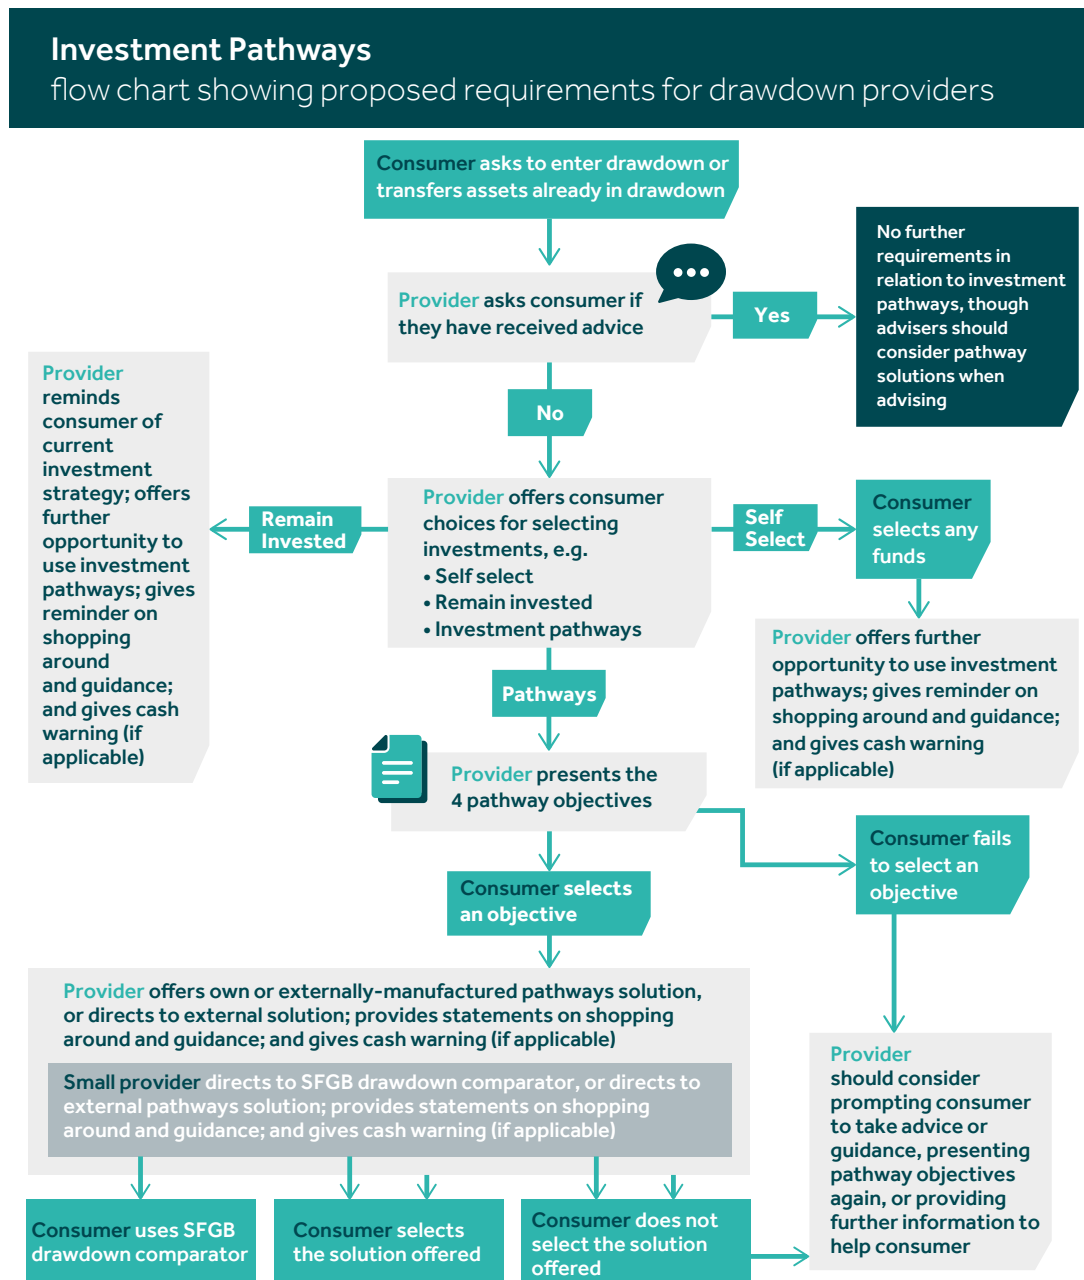 Investment Pathways
flow chart showing proposed requirements for drawdown providers
Consumer asks to enter drawdown or
transfers assets already in drawdown
Provider asks consumer if
they have received advice
Yes
No further
requirements in
relation to investment
pathways, though
advisers should
consider pathway
solutions when
advising
No
Provider
reminds
consumer of
current
investment
strategy; offers
further
opportunity to
use investment
pathways; gives
reminder on
shopping
around
and guidance;
and gives cash
warning (if
applicable)
Remain
Invested
Provider offers consumer
choices for selecting
investments, e.g.
• Self select
• Remain invested
• Investment pathways
Self
Select
Consumer
selects any
funds
Provider offers further
opportunity to use investment
pathways; gives reminder on
shopping around and guidance;
and gives cash warning
(if applicable)
Pathways
Provider presents the
4 pathway objectives
Consumer fails
to select an
objective
Consumer selects
an objective
Provider offers own or externally-manufactured pathways solution,
or directs to external solution; provides statements on shopping
around and guidance; and gives cash warning (if applicable)
Small provider directs to SFGB drawdown comparator, or directs to
external pathways solution; provides statements on shopping
around and guidance; and gives cash warning (if applicable)
Provider
should consider
prompting consumer
to take advice or
guidance, presenting
pathway objectives
again, or providing
further information to
help consumer
Consumer uses SFGB
drawdown comparator
Consumer selects
the solution offered
Consumer does not
select the solution
offered